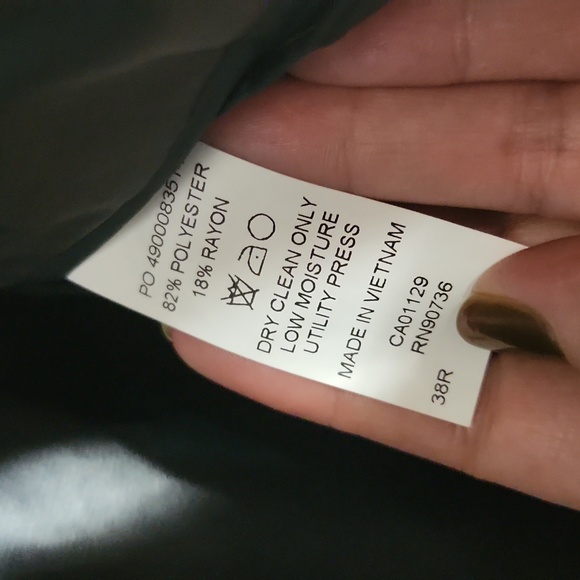 PO 490008351
82% POLYESTER
18% RAYON
DRY CLEAN ONLY
LOW MOISTURE
UTILITY PRESS
MADE IN VIETNAM
CA01129
RN90736
38R